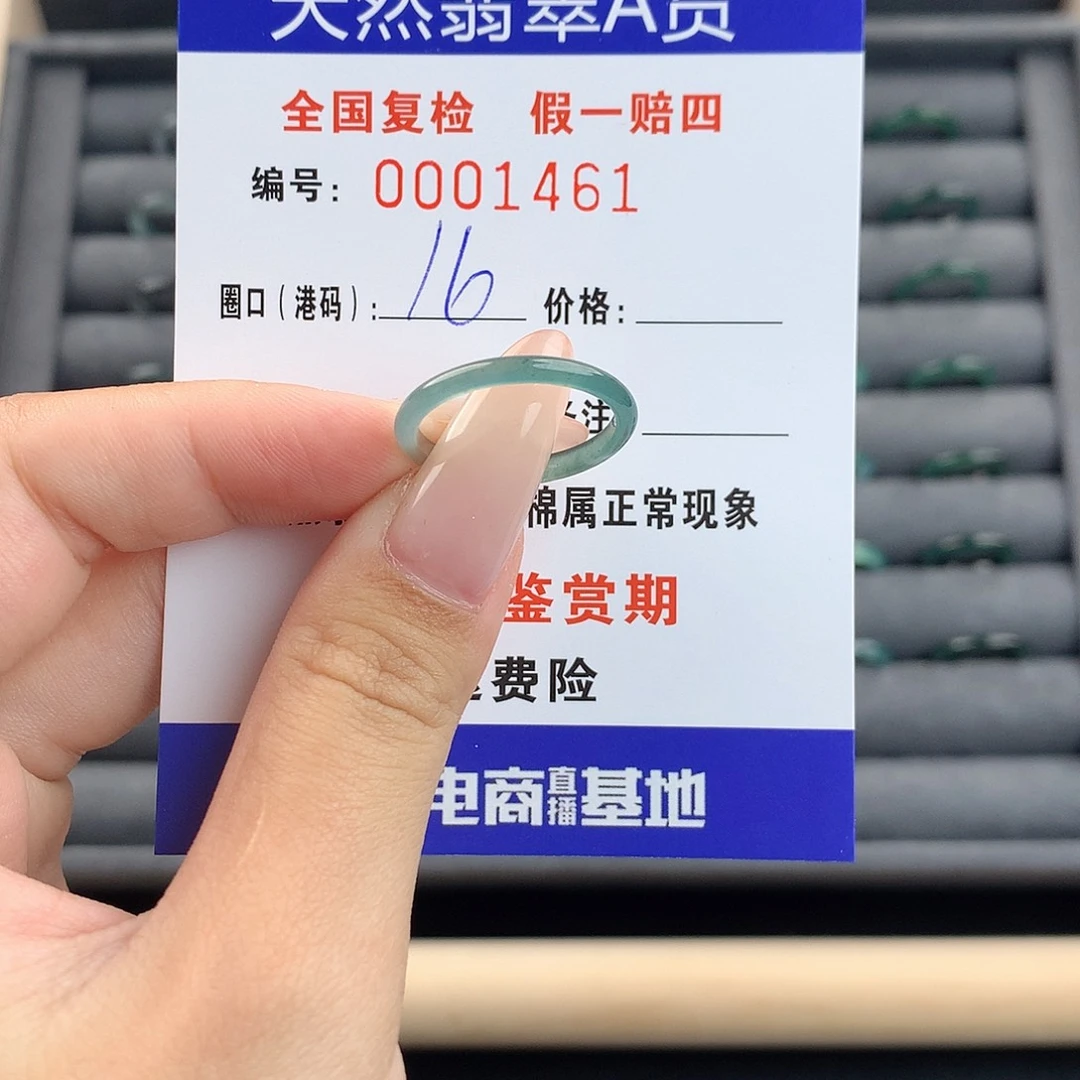 天然翡翠A货
全国复检 假一赔四
编号: 0001461
圈口(港码): 16 价格:
备注
棉属正常现象
鉴赏期
费险
电商直播基地